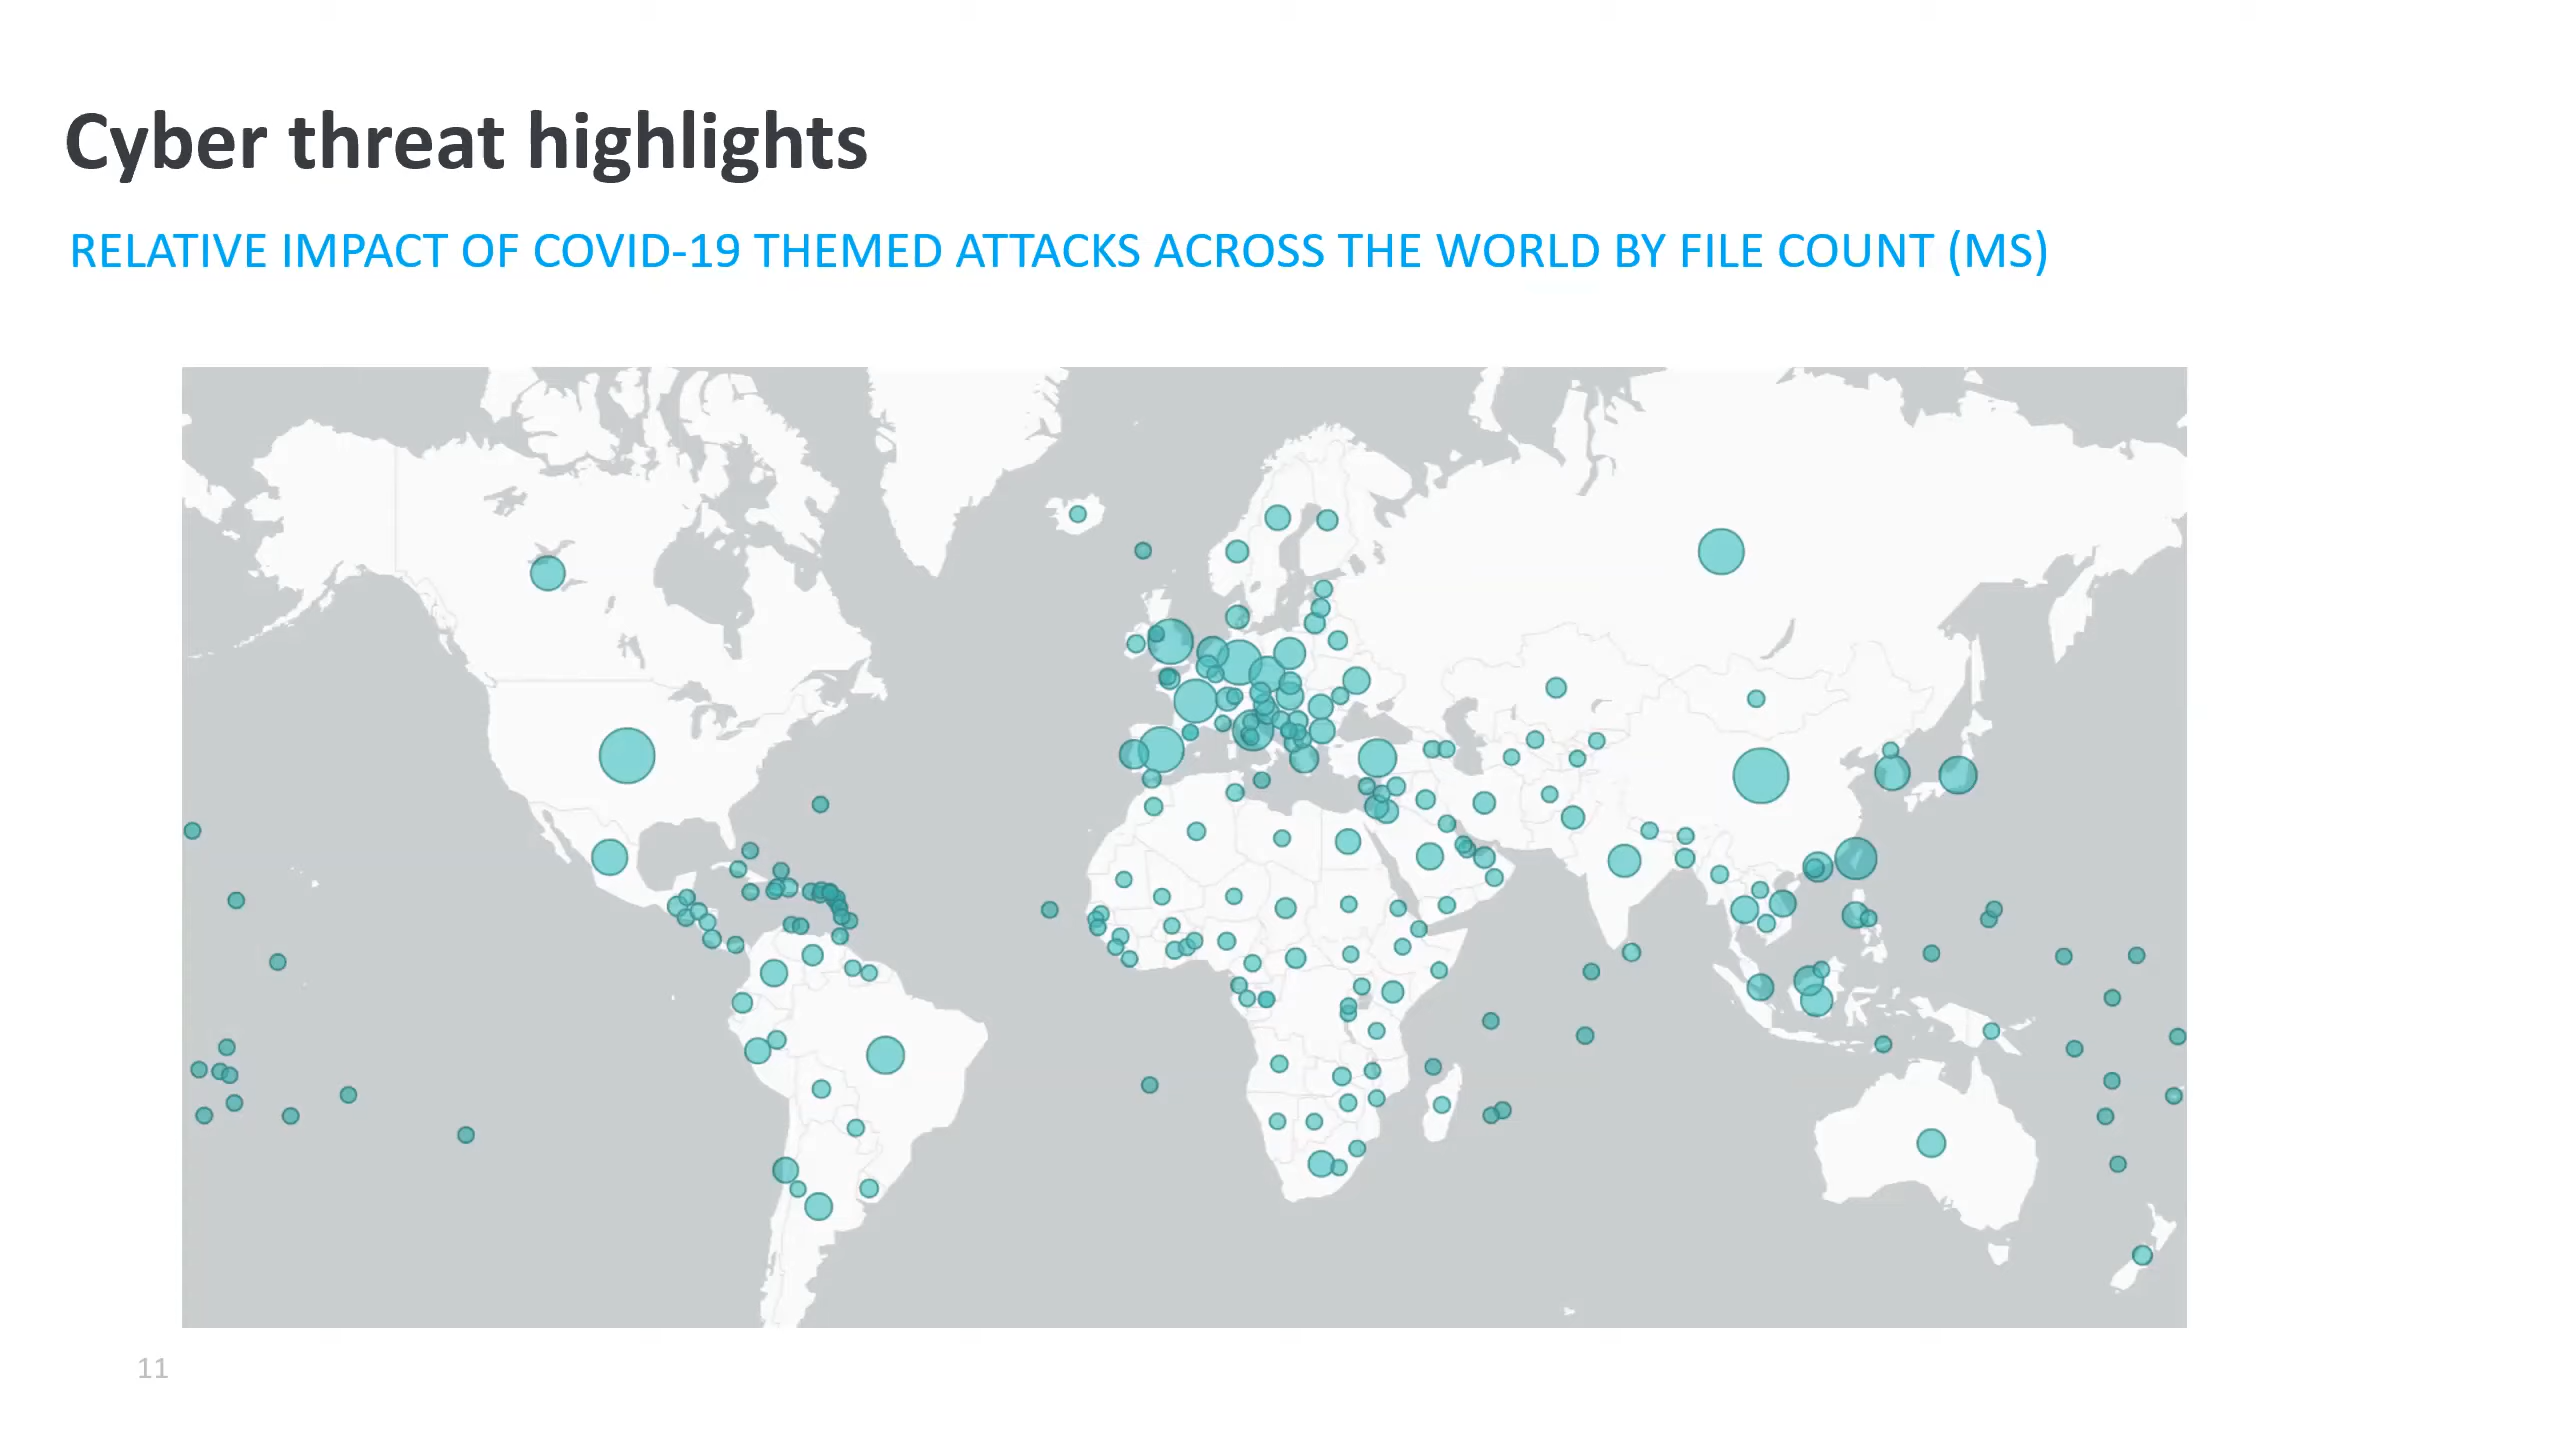 Cyber threat highlights
RELATIVE IMPACT OF COVID-19 THEMED ATTACKS ACROSS THE WORLD BY FILE COUNT (MS)
11